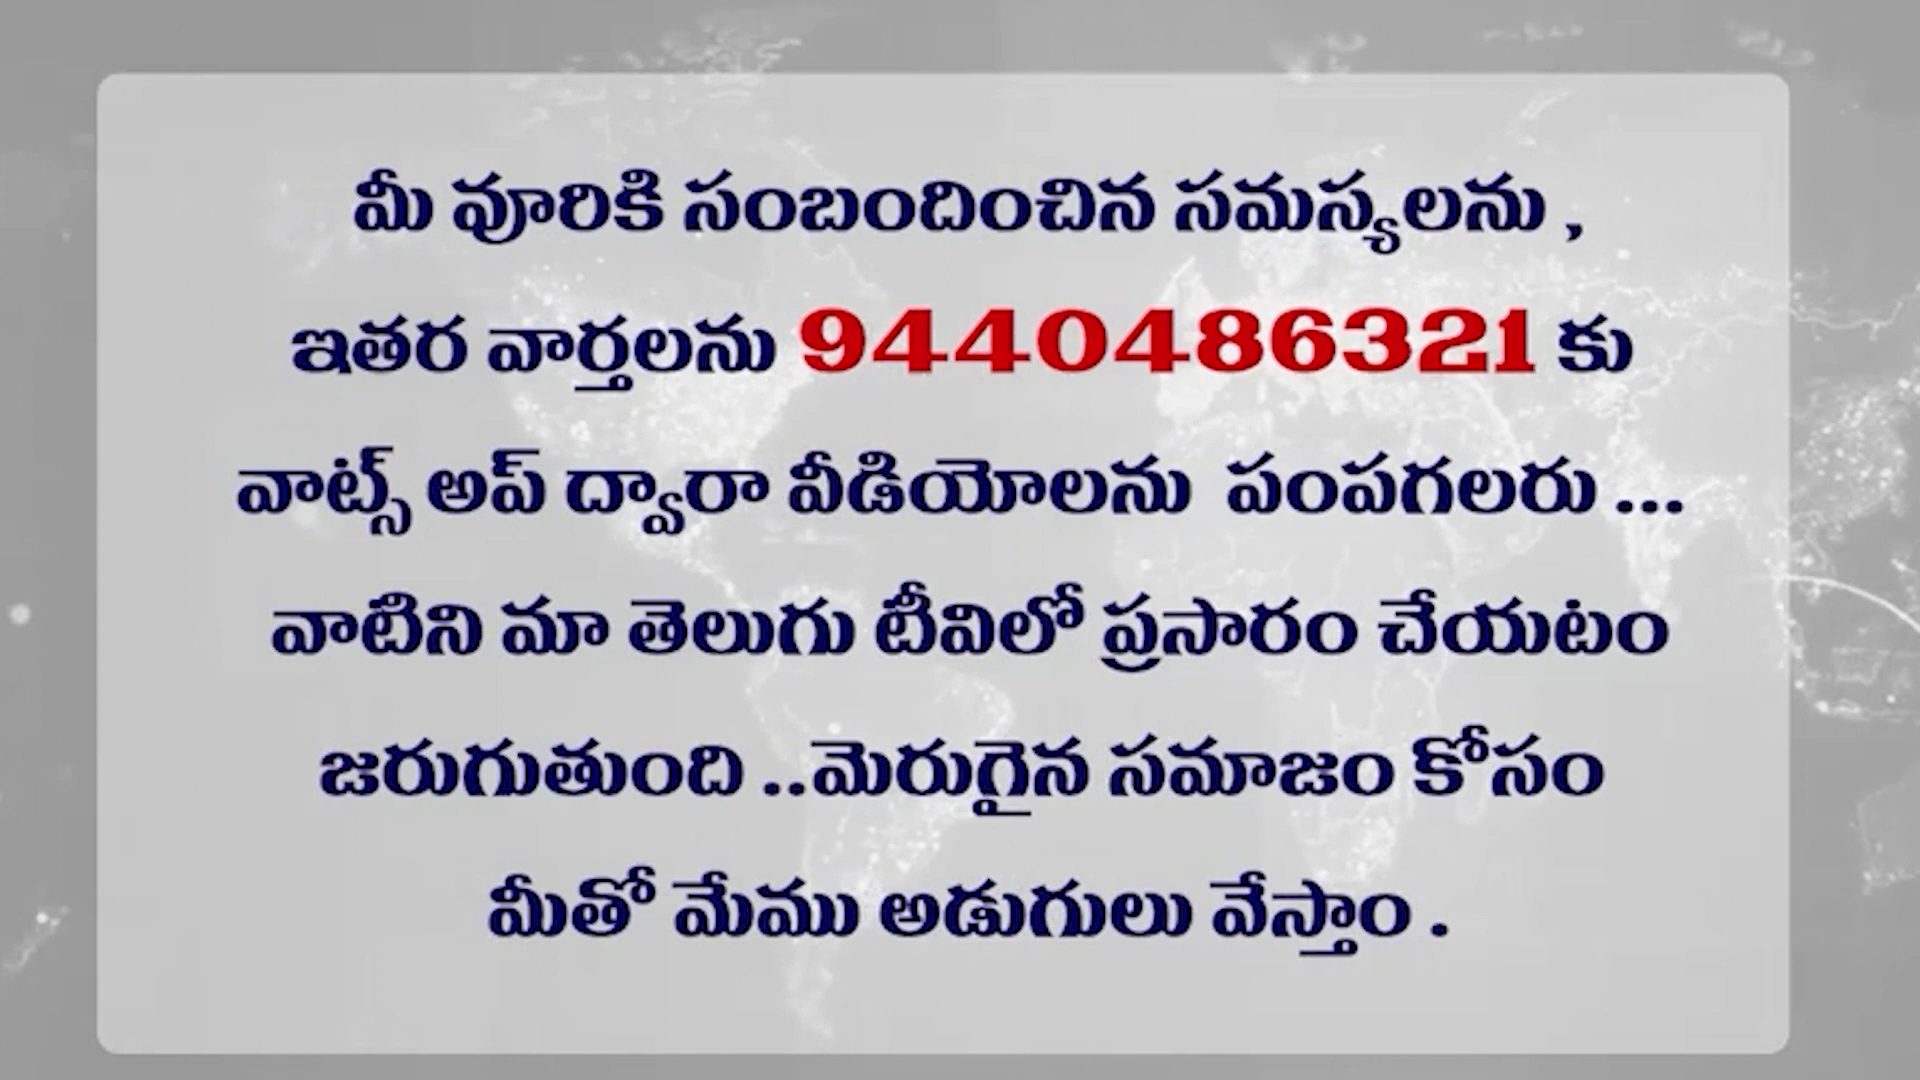 మీ వూరికి సంబందించిన సమస్యలను ,
ఇతర వార్తలను 9440486321 కు
వాట్స్ అప్ ద్వారా వీడియోలను పంపగలరు ...
వాటిని మా తెలుగు టీవిలో ప్రసారం చేయటం
జరుగుతుంది ..మెరుగైన సమాజం కోసం
మీతో మేము అడుగులు వేస్తాం .